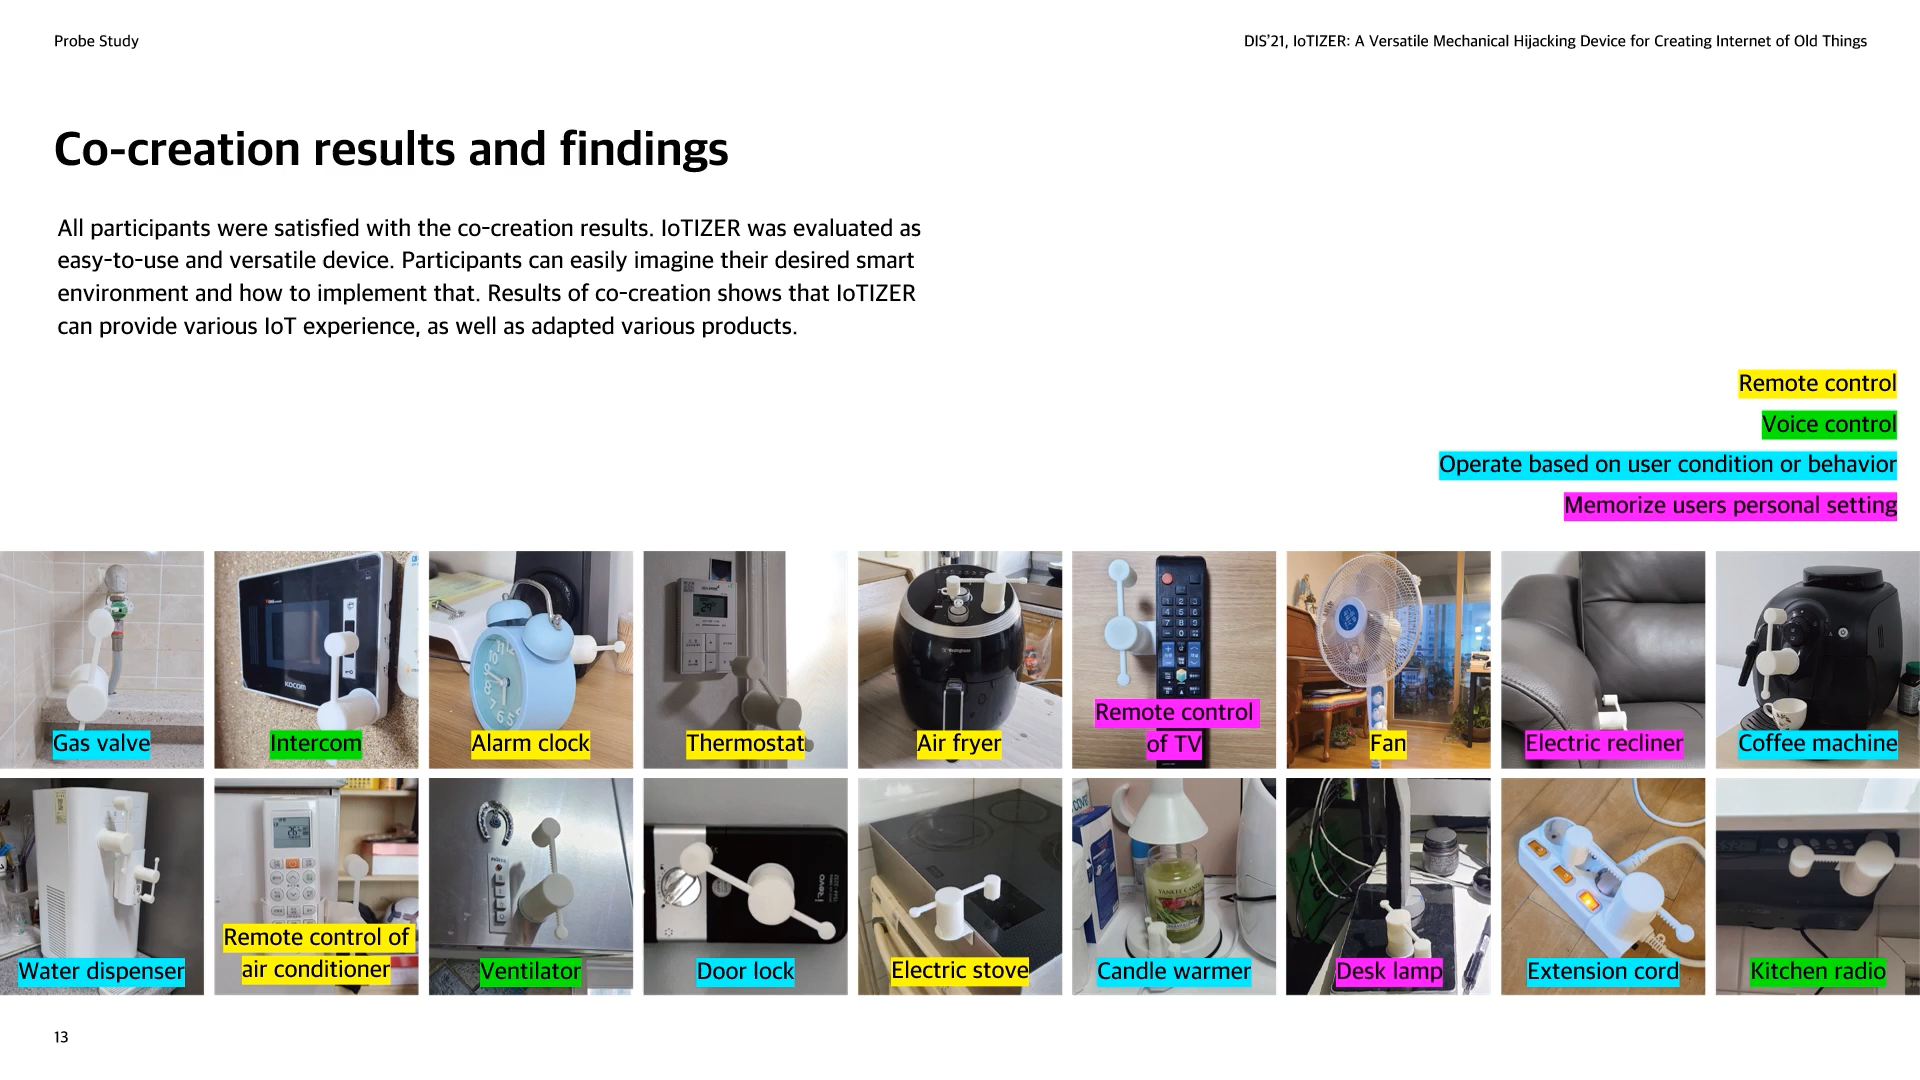 Probe Study
DIS’21, IoTIZER: A Versatile Mechanical Hijacking Device for Creating Internet of Old Things
Co-creation results and findings
All participants were satisfied with the co-creation results. IoTIZER was evaluated as
easy-to-use and versatile device. Participants can easily imagine their desired smart
environment and how to implement that. Results of co-creation shows that IoTIZER
can provide various IoT experience, as well as adapted various products.
Remote control
Voice control
Operate based on user condition or behavior
Memorize users personal setting
KOCOM
Gas valve
Intercom
Alarm clock
Thermostat
Air fryer
Remote control
of TV
Fan
Electric recliner
Coffee machine
iRevo
YANKEE CANDLE
Water dispenser
Remote control of
air conditioner
Ventilator
Door lock
Electric stove
Candle warmer
Desk lamp
Extension cord
Kitchen radio
13